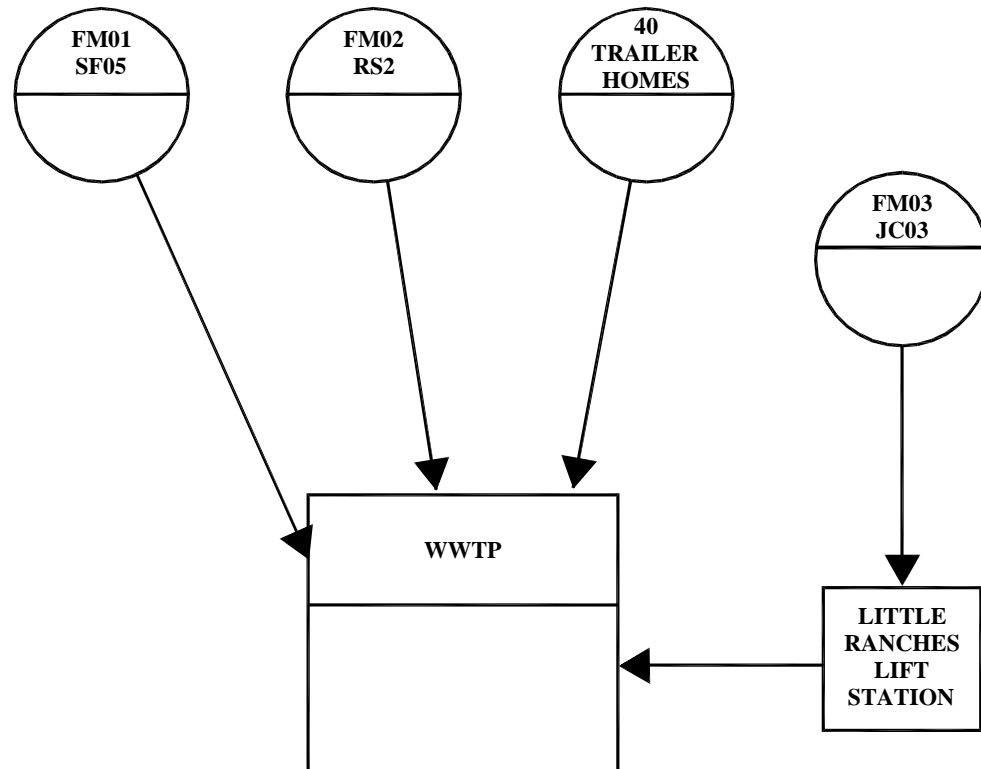 FM01
SF05
FM02
RS2
40
TRAILER
HOMES
FM03
JC03
WWTP
LITTLE
RANCHES
LIFT
STATION